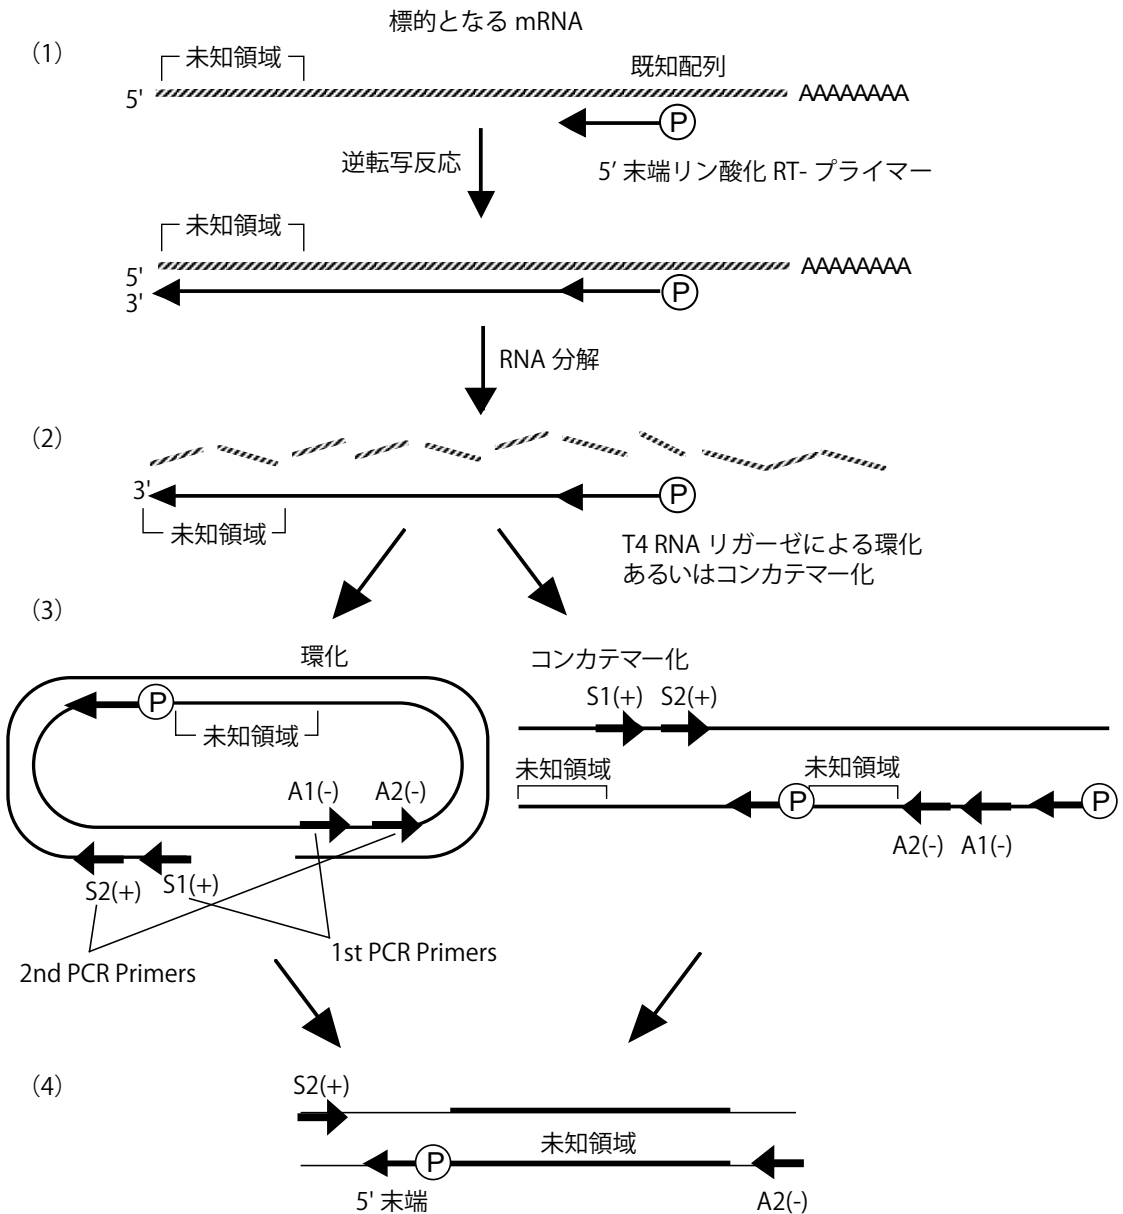 標的となる mRNA
(1)
未知領域
既知配列
5'
AAAAAAAA
P
逆転写反応
5′ 末端リン酸化 RT- プライマー
未知領域
5'
AAAAAAAA
3'
P
RNA 分解
(2)
3'
P
未知領域
T4 RNA リガーゼによる環化
あるいはコンカテマー化
(3)
環化
コンカテマー化
P
S1(+)
S2(+)
未知領域
未知領域
未知領域
A1(-)
A2(-)
P
P
A2(-)
A1(-)
S2(+)
S1(+)
1st PCR Primers
2nd PCR Primers
(4)
S2(+)
未知領域
P
5' 末端
A2(-)